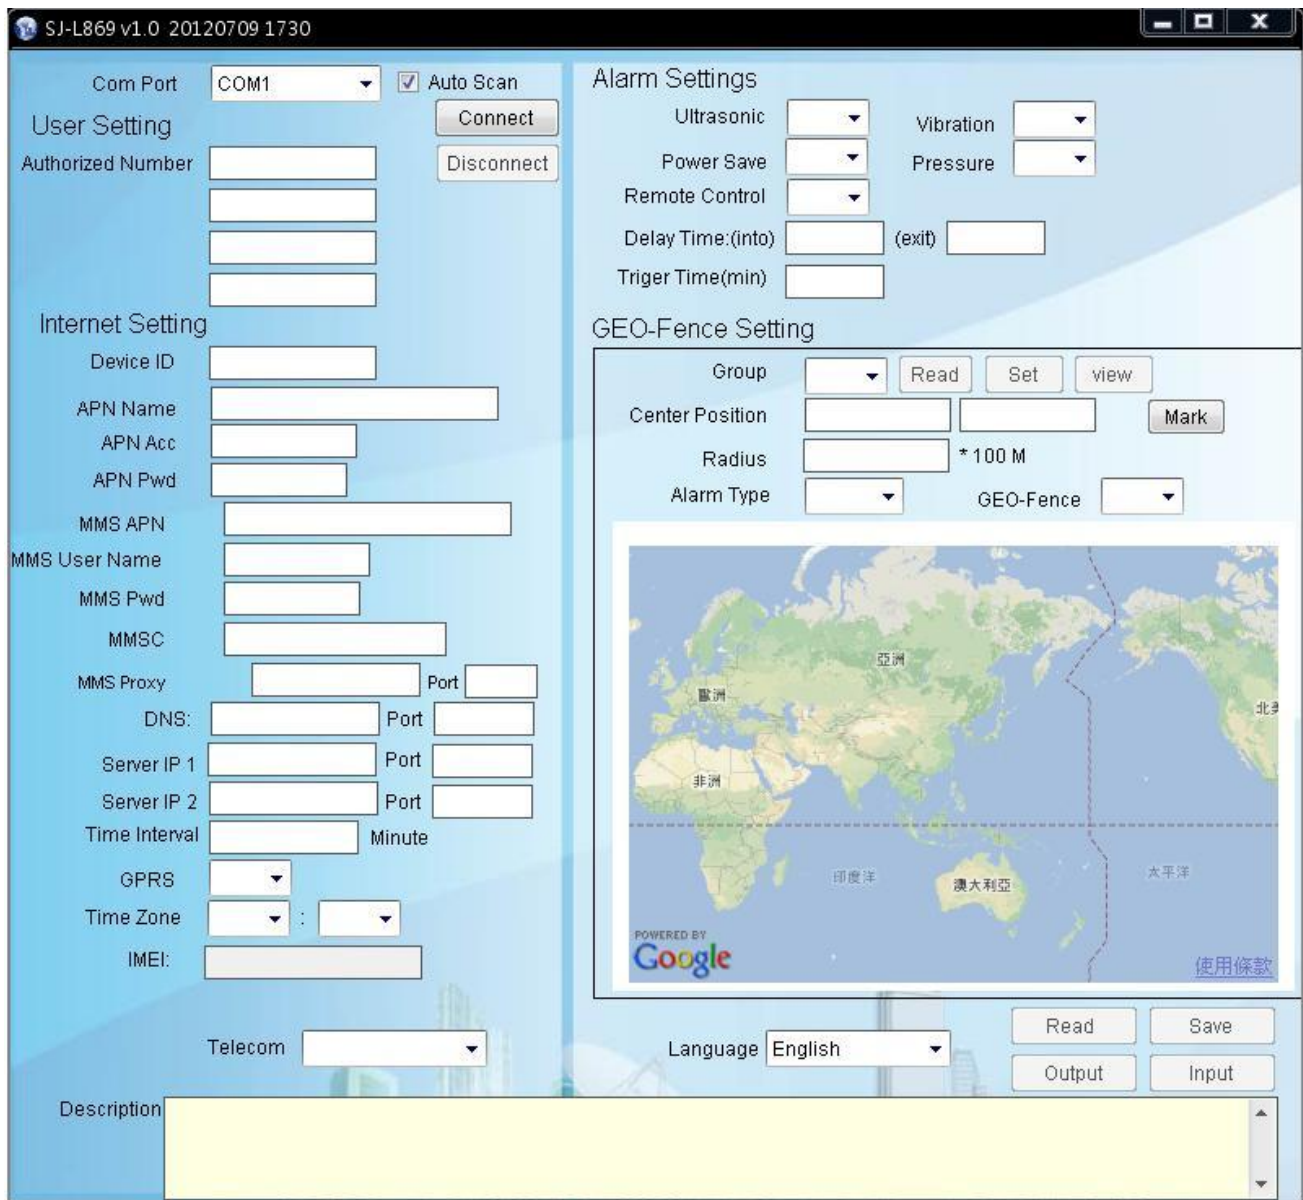 SJ-L869 v1.0 20120709 1730
Com Port COM1 Auto Scan
User Setting Connect
Authorized Number Disconnect
Internet Setting
Device ID
APN Name
APN Acc
APN Pwd
MMS APN
MMS User Name
MMS Pwd
MMSC
MMS Proxy Port
DNS: Port
Server IP 1 Port
Server IP 2 Port
Time Interval Minute
GPRS
Time Zone :
IMEI:
Telecom
Alarm Settings
Ultrasonic Vibration
Power Save Pressure
Remote Control
Delay Time:(into) (exit)
Triger Time(min)
GEO-Fence Setting
Group Read Set view
Center Position Mark
Radius * 100 M
Alarm Type GEO-Fence
亞洲
歐洲
北美
非洲
印度洋 澳大利亞 太平洋
POWERED BY
Google
使用條款
Language English
Read Save
Output Input
Description